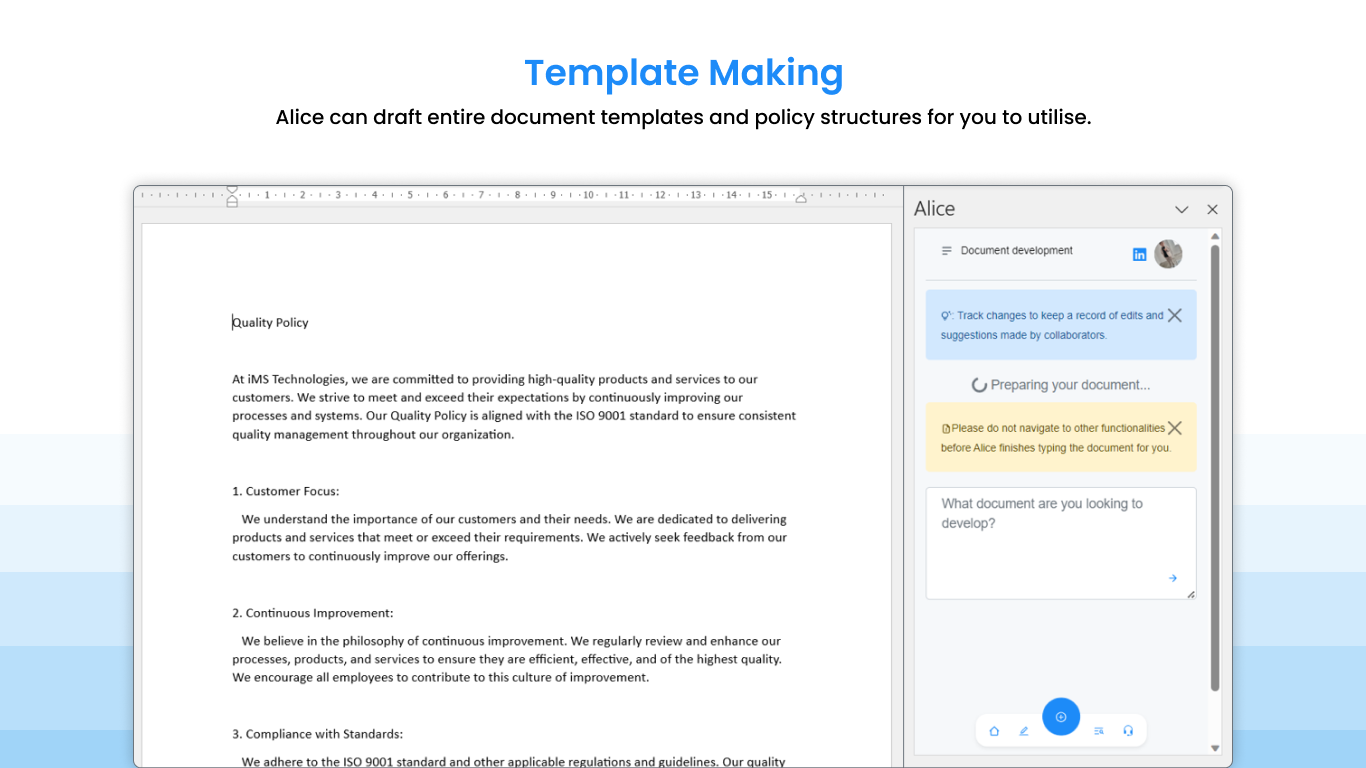 Template Making
Alice can draft entire document templates and policy structures for you to utilise.
1 2 3 4 5 6 7 8 9 10 11 12 13 14 15
Alice
Document development
in
Track changes to keep a record of edits and
suggestions made by collaborators.
Preparing your document...
Please do not navigate to other functionalities
before Alice finishes typing the document for you.
What document are you looking to
develop?
Quality Policy
At iMS Technologies, we are committed to providing high-quality products and services to our
customers. We strive to meet and exceed their expectations by continuously improving our
processes and systems. Our Quality Policy is aligned with the ISO 9001 standard to ensure consistent
quality management throughout our organization.
1. Customer Focus:
We understand the importance of our customers and their needs. We are dedicated to delivering
products and services that meet or exceed their requirements. We actively seek feedback from our
customers to continuously improve our offerings.
2. Continuous Improvement:
We believe in the philosophy of continuous improvement. We regularly review and enhance our
processes, products, and services to ensure they are efficient, effective, and of the highest quality.
We encourage all employees to contribute to this culture of improvement.
3. Compliance with Standards:
We adhere to the ISO 9001 standard and other applicable regulations and guidelines. Our quality